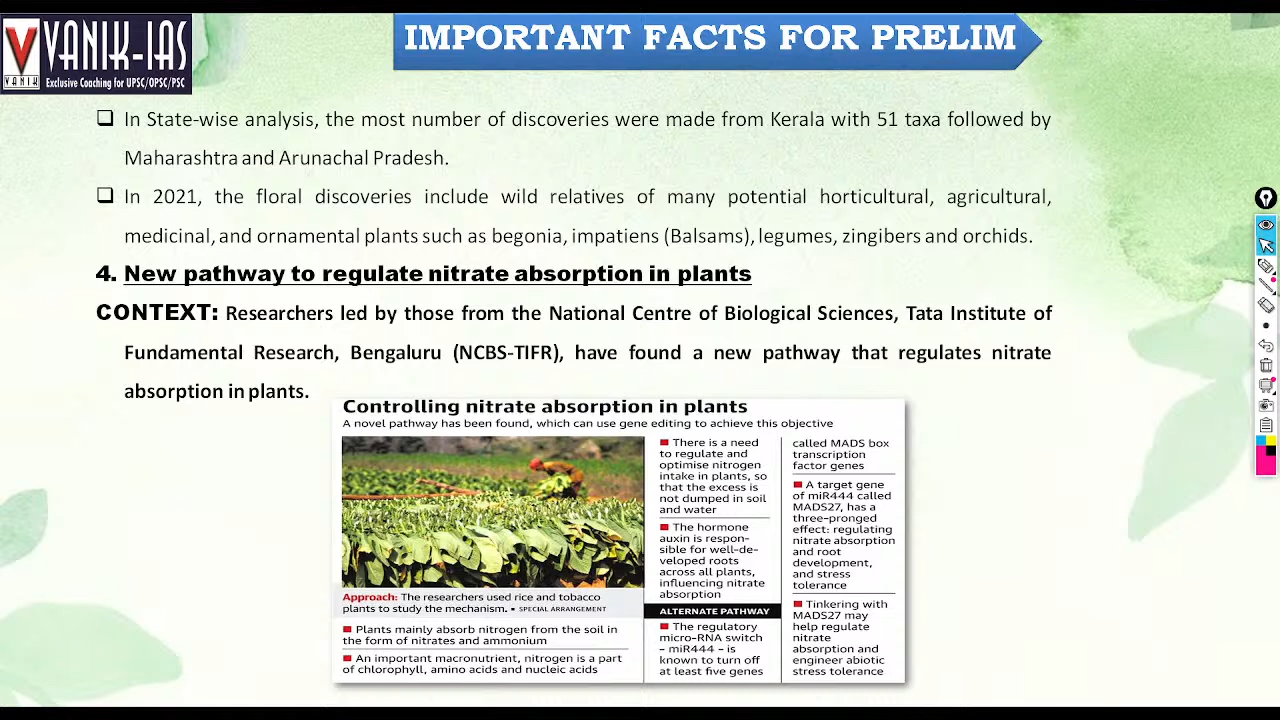 VANIK-IAS
VANIK
Exclusive Coaching for UPSC/OPSC/PSC
IMPORTANT FACTS FOR PRELIM
In State-wise analysis, the most number of discoveries were made from Kerala with 51 taxa followed by
Maharashtra and Arunachal Pradesh.
In 2021, the floral discoveries include wild relatives of many potential horticultural, agricultural,
medicinal, and ornamental plants such as begonia, impatiens (Balsams), legumes, zingibers and orchids.
4. New pathway to regulate nitrate absorption in plants
CONTEXT: Researchers led by those from the National Centre of Biological Sciences, Tata Institute of
Fundamental Research, Bengaluru (NCBS-TIFR), have found a new pathway that regulates nitrate
absorption in plants.
Controlling nitrate absorption in plants
A novel pathway has been found, which can use gene editing to achieve this objective
Approach: The researchers used rice and tobacco
plants to study the mechanism. ▪ SPECIAL ARRANGEMENT
Plants mainly absorb nitrogen from the soil in
the form of nitrates and ammonium
An important macronutrient, nitrogen is a part
of chlorophyll, amino acids and nucleic acids
There is a need
to regulate and
optimise nitrogen
intake in plants, so
that the excess is
not dumped in soil
and water
The hormone
auxin is respon-
sible for well-de-
veloped roots
across all plants,
influencing nitrate
absorption
ALTERNATE PATHWAY
The regulatory
micro-RNA switch
– miR444 – is
known to turn off
at least five genes
called MADS box
transcription
factor genes
A target gene
of miR444 called
MADS27, has a
three-pronged
effect: regulating
nitrate absorption
and root
development,
and stress
tolerance
Tinkering with
MADS27 may
help regulate
nitrate
absorption and
engineer abiotic
stress tolerance